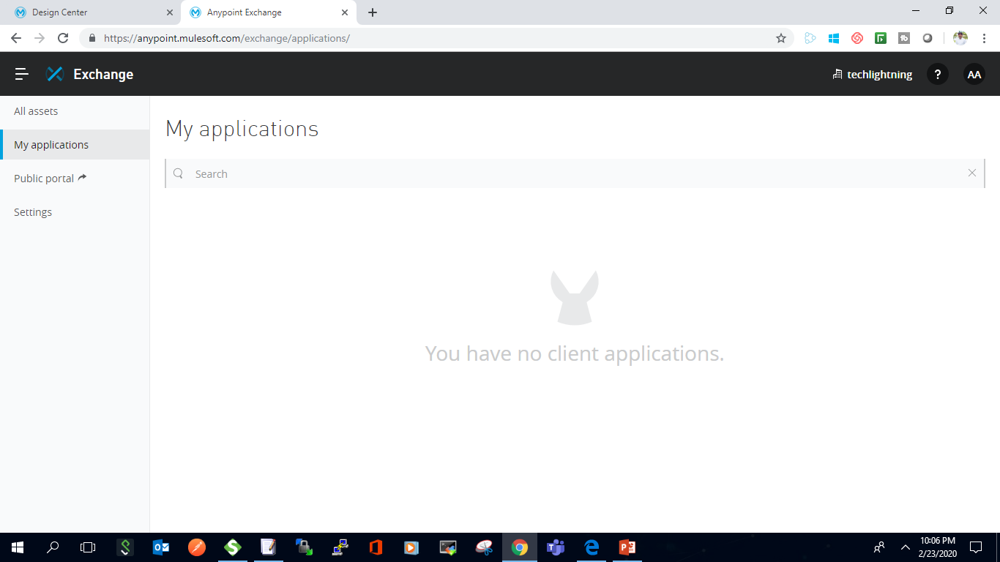 Design Center
Anypoint Exchange
https://anypoint.mulesoft.com/exchange/applications/
Exchange
techlightning
?
AA
All assets
My applications
Public portal
Settings
My applications
Search
You have no client applications.
10:06 PM
2/23/2020